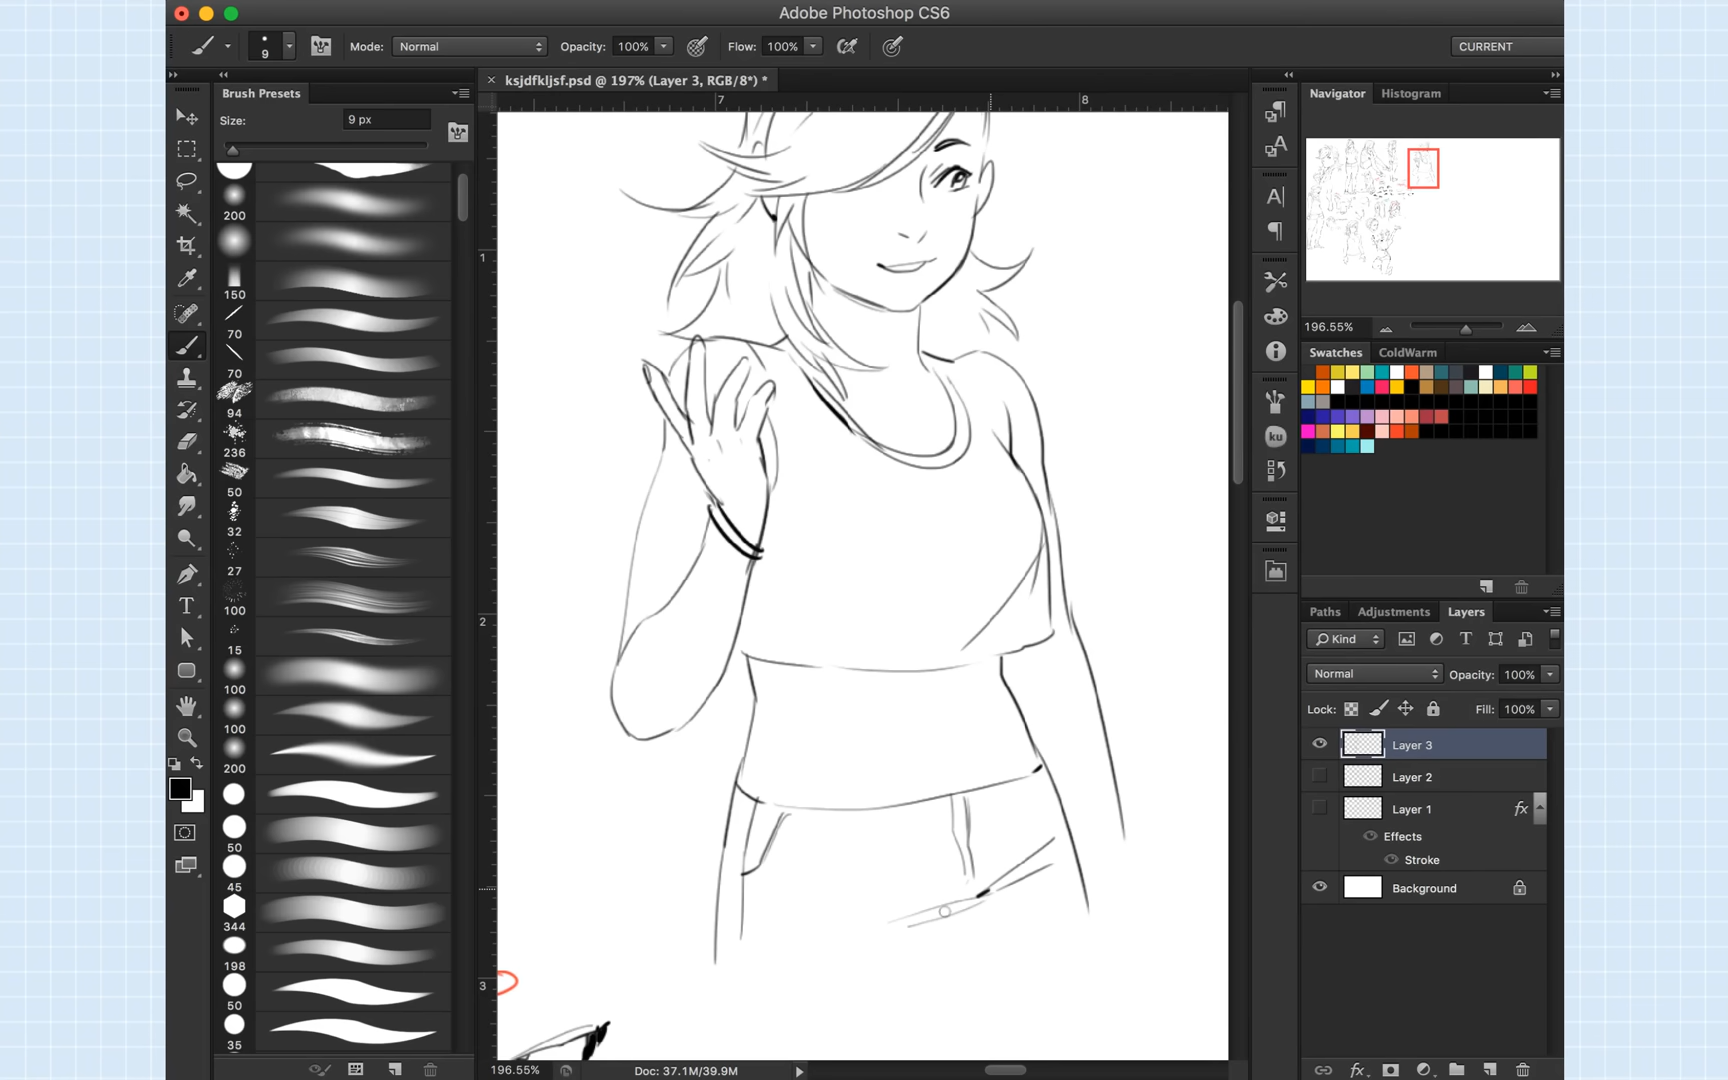 Adobe Photoshop CS6
9
Mode: Normal
Opacity: 100%
Flow: 100%
CURRENT
ksjdfkljsf.psd @ 197% (Layer 3, RGB/8*) *
Brush Presets
Size: 9 px
200
200
150
70
70
94
236
50
32
27
100
15
100
100
200
50
45
344
198
50
35
7
8
1
2
3
196.55%
Doc: 37.1M/39.9M
ku
Navigator
Histogram
196.55%
Swatches
ColdWarm
Paths
Adjustments
Layers
Kind
Normal
Opacity: 100%
Lock:
Fill: 100%
Layer 3
Layer 2
Layer 1
fx
Effects
Stroke
Background
fx